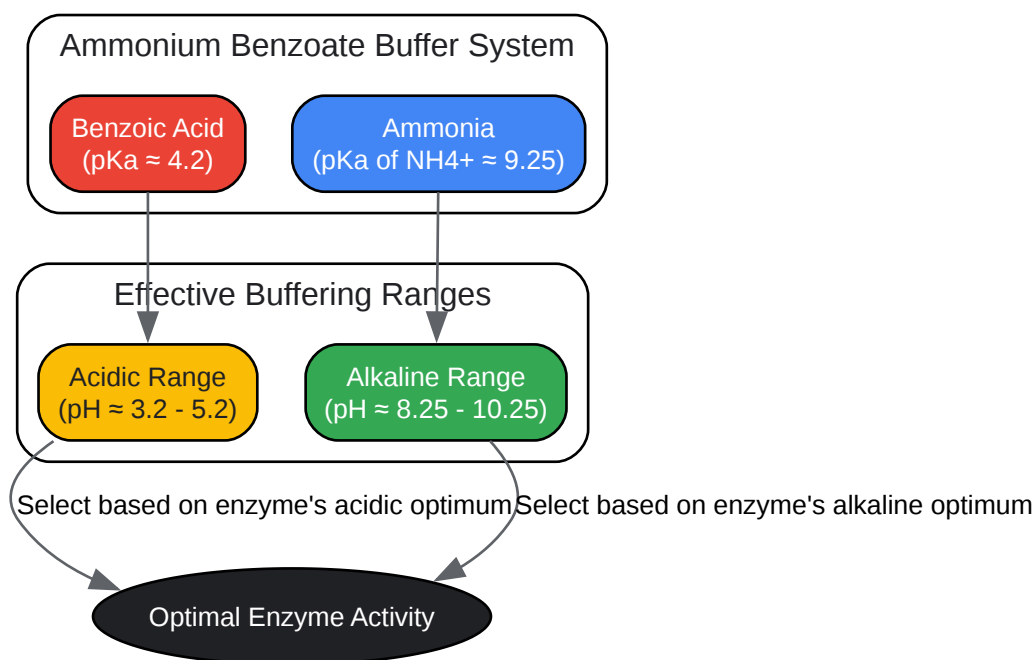 Ammonium Benzoate Buffer System
Benzoic Acid
(pKa ≈ 4.2)
Ammonia
(pKa of NH4+ ≈ 9.25)
Effective Buffering Ranges
Acidic Range
(pH ≈ 3.2 - 5.2)
Alkaline Range
(pH ≈ 8.25 - 10.25)
Select based on enzyme's acidic optimum
Select based on enzyme's alkaline optimum
Optimal Enzyme Activity